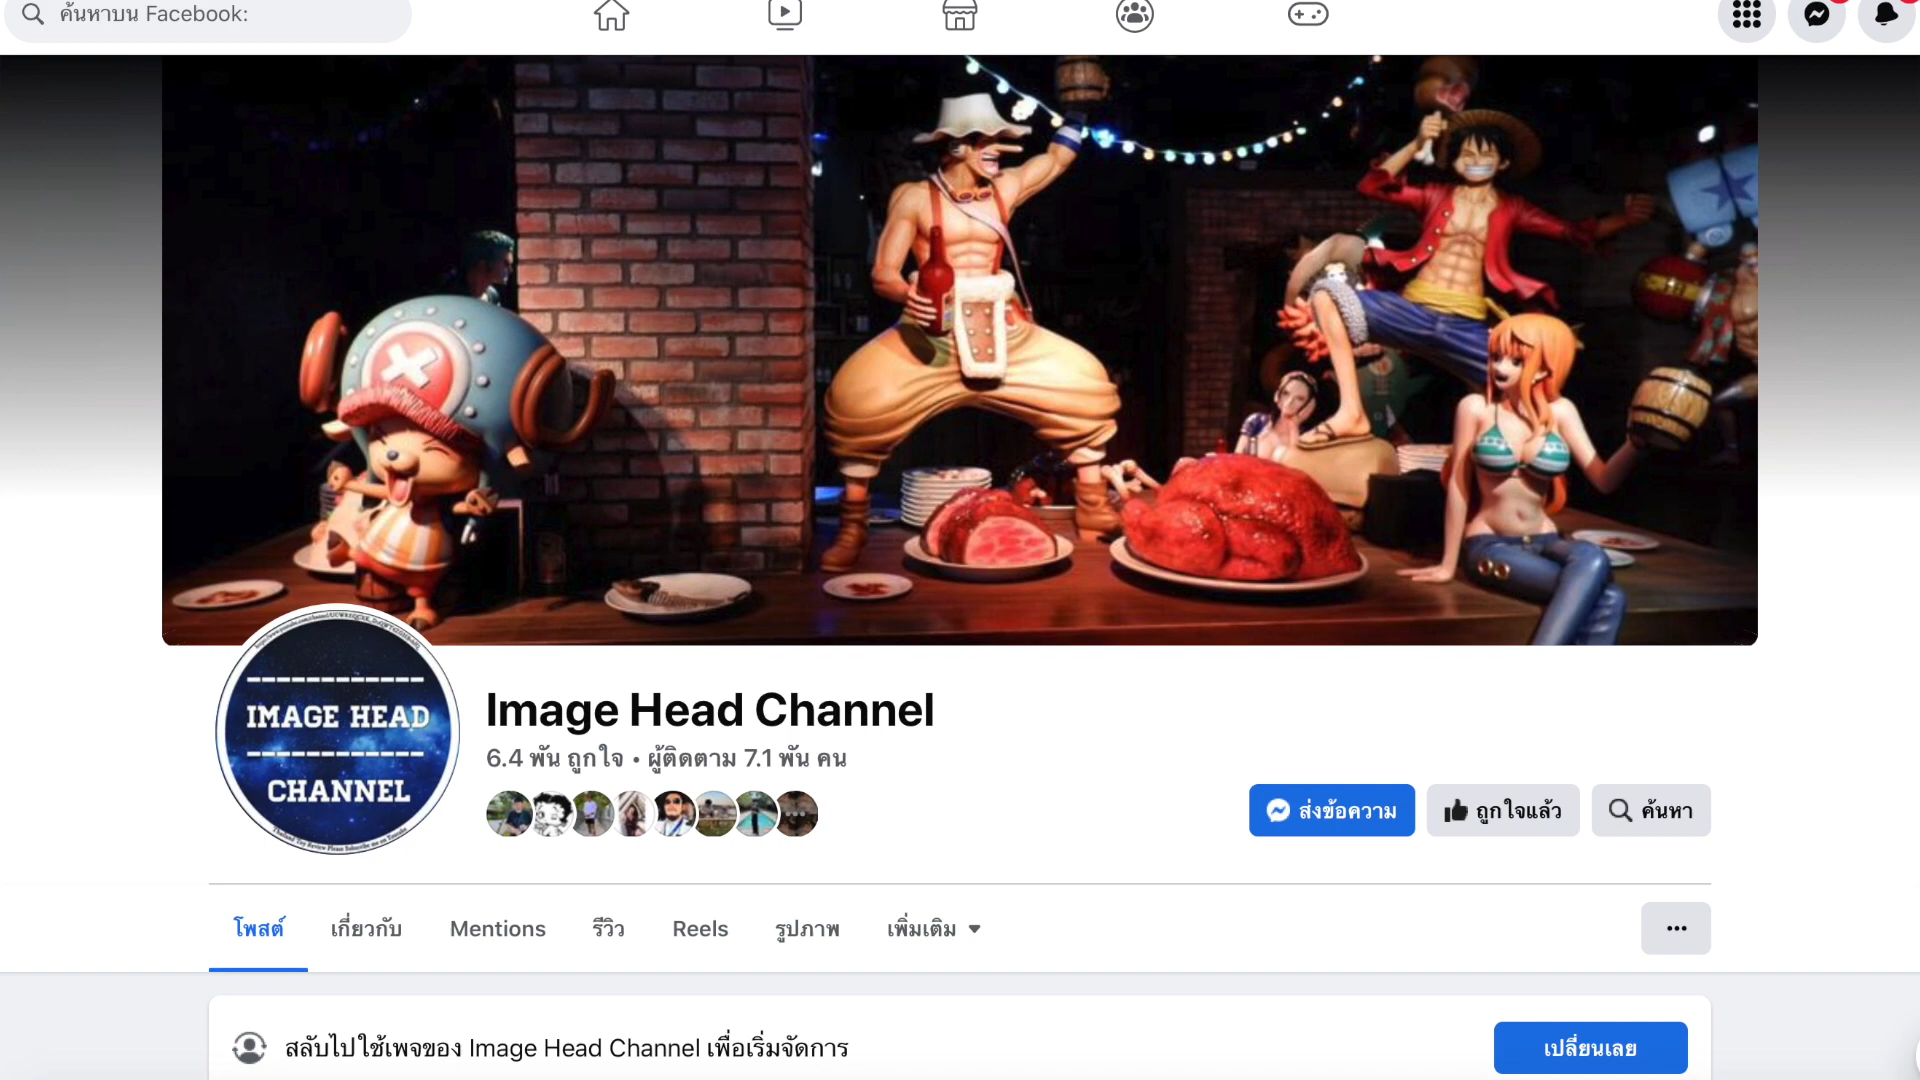 ค้นหาบน Facebook:
IMAGE HEAD
CHANNEL
Image Head Channel
6.4 พัน ถูกใจ • ผู้ติดตาม 7.1 พัน คน
ส่งข้อความ
ถูกใจแล้ว
ค้นหา
โพสต์
เกี่ยวกับ
Mentions
รีวิว
Reels
รูปภาพ
เพิ่มเติม
สลับไปใช้เพจของ Image Head Channel เพื่อเริ่มจัดการ
เปลี่ยนเลย